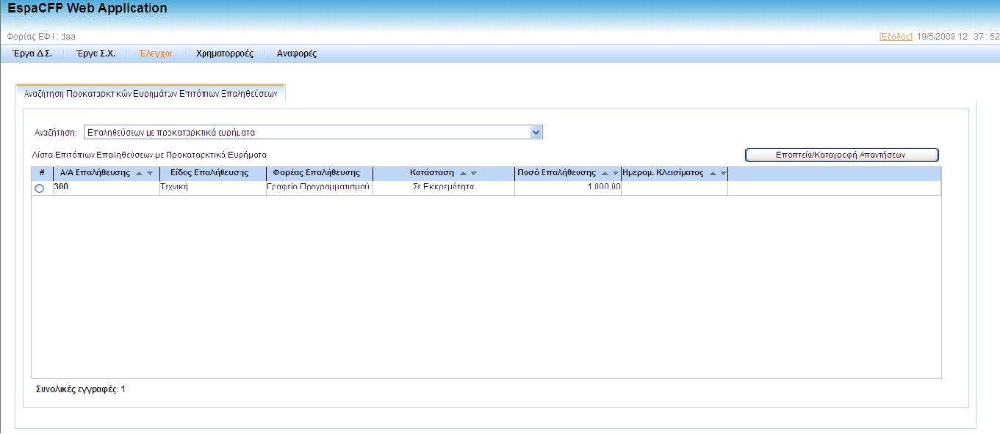 EspaCFP Web Application
Φορέας ΕΦΙ : daa [Έξοδος] 19/5/2009 12 : 37 : 52
Έργα Δ.Σ. Έργα Σ.Χ. Έλεγχοι Χρηματορροές Αναφορές
Αναζήτηση Προκαταρκτικών Ευρημάτων Επιτόπιων Επαληθεύσεων
Αναζήτηση: Επαληθεύσεων με προκαταρκτικά ευρήματα
Λίστα Επιτόπιων Επαληθεύσεων με Προκαταρκτικά Ευρήματα Εποπτεία/Καταγραφή Απαντήσεων
# Α/Α Επαλήθευσης Είδος Επαλήθευσης Φορέας Επαλήθευσης Κατάσταση Ποσό Επαλήθευσης Ημερομ. Κλεισίματος
300 Τεχνική Γραφείο Προγραμματισμού Σε Εκκρεμότητα 1.000,00
Συνολικές εγγραφές: 1